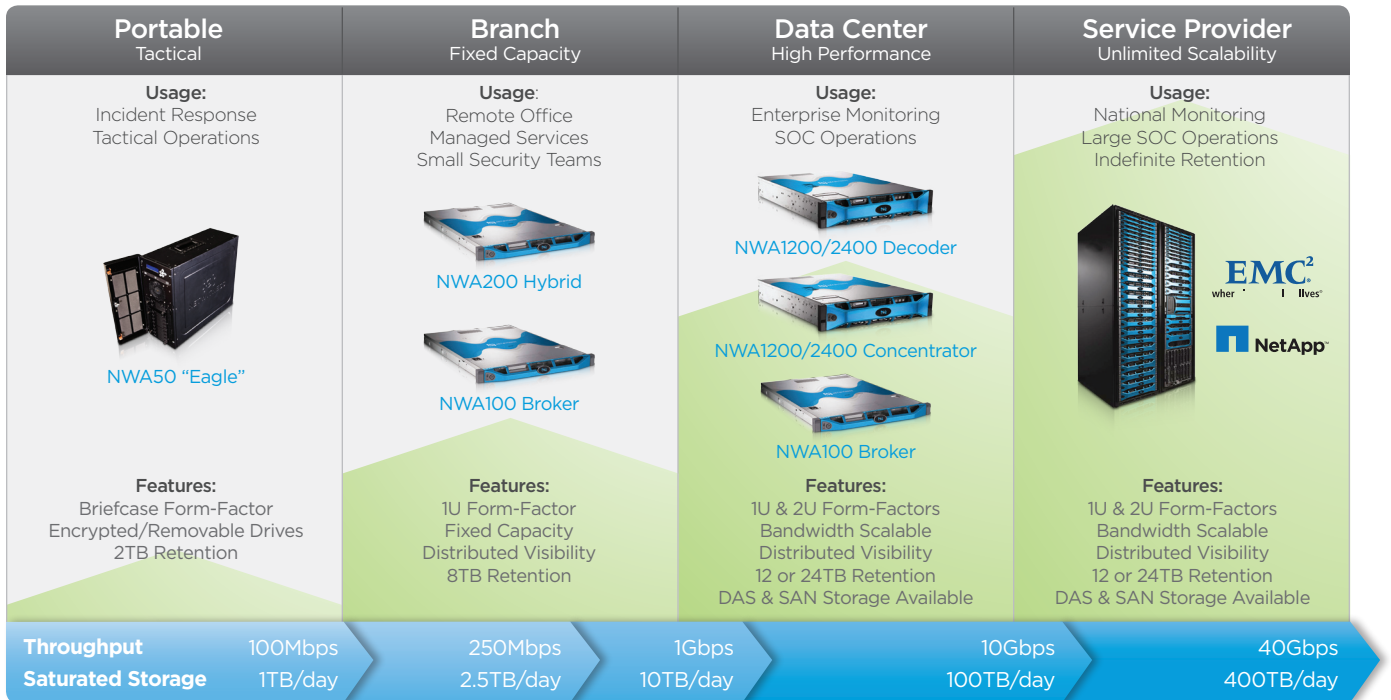 Portable
Tactical
Usage:
Incident Response
Tactical Operations
NWA50 “Eagle”
Features:
Briefcase Form-Factor
Encrypted/Removable Drives
2TB Retention
Branch
Fixed Capacity
Usage:
Remote Office
Managed Services
Small Security Teams
NWA200 Hybrid
NWA100 Broker
Features:
1U Form-Factor
Fixed Capacity
Distributed Visibility
8TB Retention
Data Center
High Performance
Usage:
Enterprise Monitoring
SOC Operations
NWA1200/2400 Decoder
NWA1200/2400 Concentrator
NWA100 Broker
Features:
1U & 2U Form-Factors
Bandwidth Scalable
Distributed Visibility
12 or 24TB Retention
DAS & SAN Storage Available
Service Provider
Unlimited Scalability
Usage:
National Monitoring
Large SOC Operations
Indefinite Retention
EMC²
NetApp™
Features:
1U & 2U Form-Factors
Bandwidth Scalable
Distributed Visibility
12 or 24TB Retention
DAS & SAN Storage Available
Throughput 100Mbps 250Mbps 1Gbps 10Gbps 40Gbps
Saturated Storage 1TB/day 2.5TB/day 10TB/day 100TB/day 400TB/day